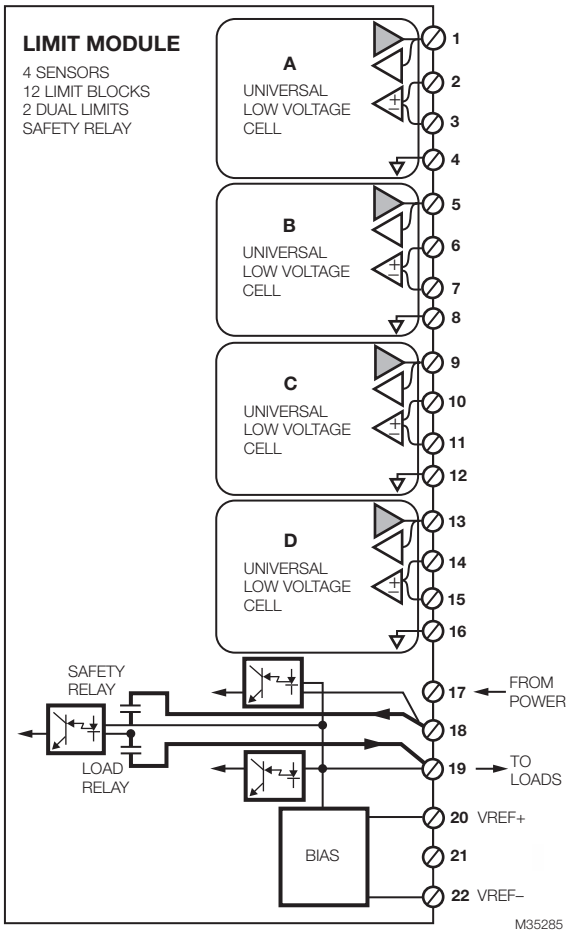 LIMIT MODULE
4 SENSORS
12 LIMIT BLOCKS
2 DUAL LIMITS
SAFETY RELAY
A
UNIVERSAL
LOW VOLTAGE
CELL
+
−
1
2
3
4
B
UNIVERSAL
LOW VOLTAGE
CELL
+
−
5
6
7
8
C
UNIVERSAL
LOW VOLTAGE
CELL
+
−
9
10
11
12
D
UNIVERSAL
LOW VOLTAGE
CELL
+
−
13
14
15
16
SAFETY
RELAY
LOAD
RELAY
17
FROM
POWER
18
19
TO
LOADS
BIAS
20 VREF+
21
22 VREF–
M35285